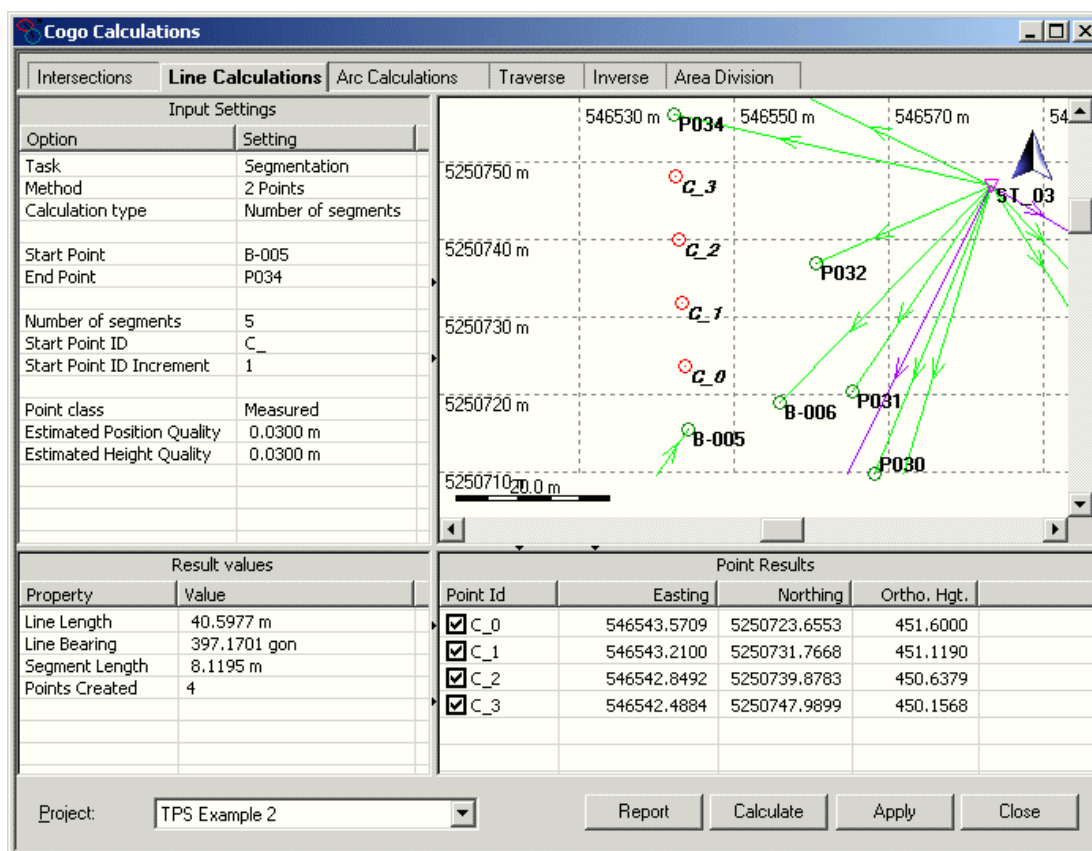 Cogo Calculations
Intersections Line Calculations Arc Calculations Traverse Inverse Area Division
Input Settings
Option Setting
Task Segmentation
Method 2 Points
Calculation type Number of segments
Start Point B-005
End Point P034
Number of segments 5
Start Point ID C_
Start Point ID Increment 1
Point class Measured
Estimated Position Quality 0.0300 m
Estimated Height Quality 0.0300 m
546530 m 546550 m 546570 m 54
P034
5250750 m
C_3
ST_03
5250740 m
C_2
P032
5250730 m
C_1
C_0
5250720 m
B-006
P031
B-005
P030
5250710 m
20.0 m
Result values
Property Value
Line Length 40.5977 m
Line Bearing 397.1701 gon
Segment Length 8.1195 m
Points Created 4
Point Results
Point Id Easting Northing Ortho. Hgt.
C_0 546543.5709 5250723.6553 451.6000
C_1 546543.2100 5250731.7668 451.1190
C_2 546542.8492 5250739.8783 450.6379
C_3 546542.4884 5250747.9899 450.1568
Project: TPS Example 2 Report Calculate Apply Close